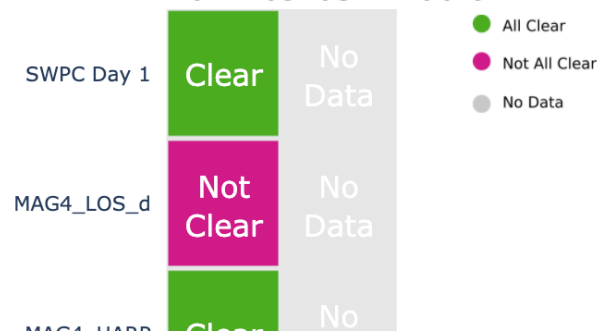 All Clear
Not All Clear
No Data
SWPC Day 1
Clear
No
Data
MAG4_LOS_d
Not
Clear
No
Data
Clear
No